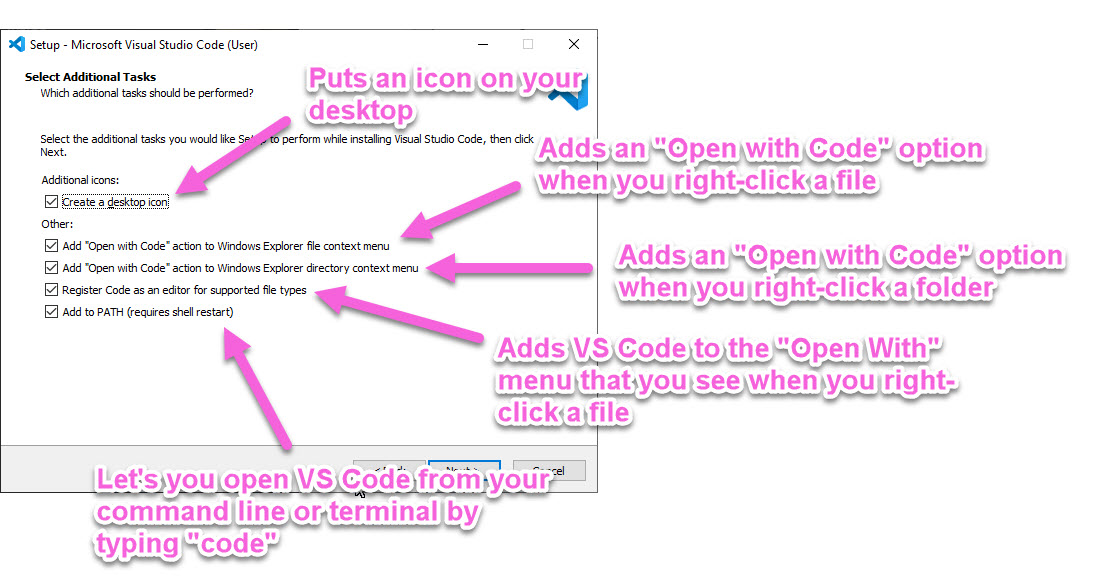 Setup - Microsoft Visual Studio Code (User)
Select Additional Tasks
Which additional tasks should be performed?
Puts an icon on your
desktop
Select the additional tasks you would like Setup to perform while installing Visual Studio Code, then click
Next.
Adds an "Open with Code" option
when you right-click a file
Additional icons:
Create a desktop icon
Other:
Add "Open with Code" action to Windows Explorer file context menu
Add "Open with Code" action to Windows Explorer directory context menu
Adds an "Open with Code" option
when you right-click a folder
Register Code as an editor for supported file types
Add to PATH (requires shell restart)
Adds VS Code to the "Open With"
menu that you see when you right-
click a file
Let's you open VS Code from your
command line or terminal by
typing "code"
Next >
Cancel